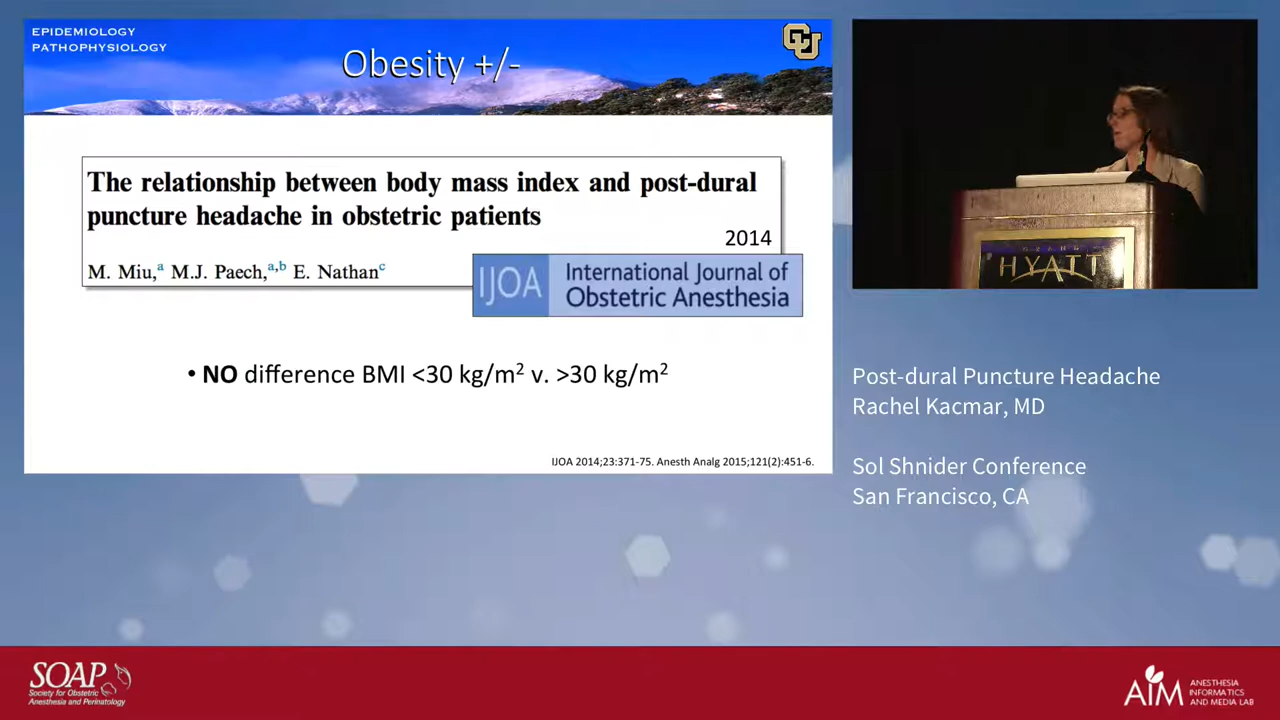 EPIDEMIOLOGY
PATHOPHYSIOLOGY
Obesity +/-
CU
The relationship between body mass index and post-dural
puncture headache in obstetric patients
2014
M. Miu,ᵃ M.J. Paech,ᵃ,ᵇ E. Nathanᶜ
IJOA
International Journal of
Obstetric Anesthesia
• NO difference BMI <30 kg/m² v. >30 kg/m²
IJOA 2014;23:371-75. Anesth Analg 2015;121(2):451-6.
GRAND
HYATT
Post-dural Puncture Headache
Rachel Kacmar, MD
Sol Shnider Conference
San Francisco, CA
SOAP
Society for Obstetric
Anesthesia and Perinatology
AIM
ANESTHESIA
INFORMATICS
AND MEDIA LAB